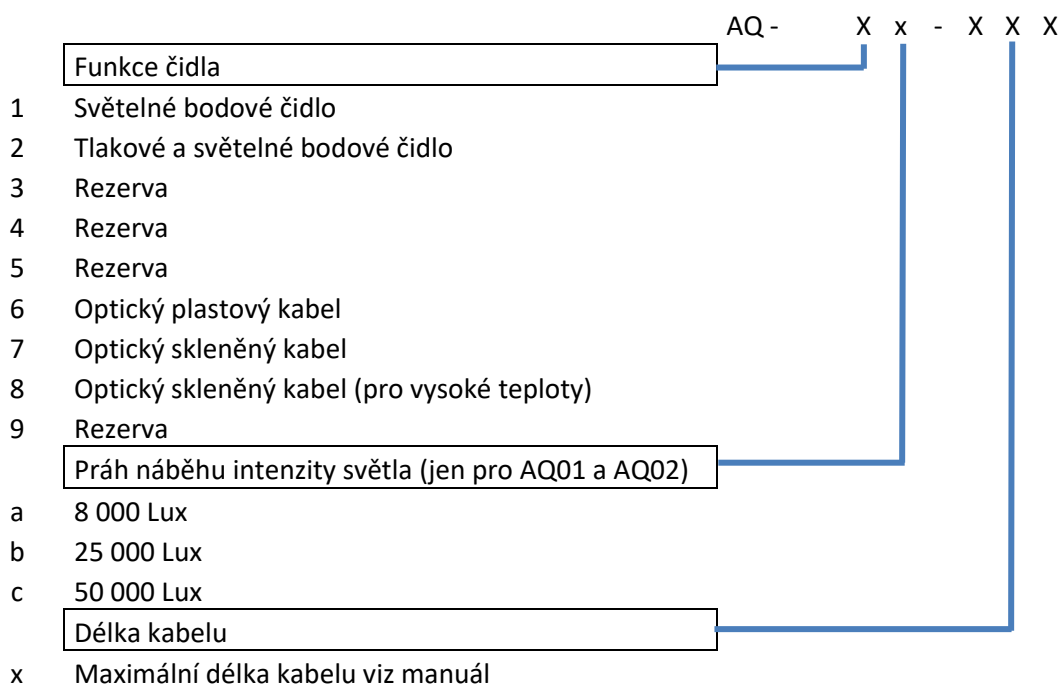 AQ - X x - X X X
Funkce čidla
1 Světelné bodové čidlo
2 Tlakové a světelné bodové čidlo
3 Rezerva
4 Rezerva
5 Rezerva
6 Optický plastový kabel
7 Optický skleněný kabel
8 Optický skleněný kabel (pro vysoké teploty)
9 Rezerva
Práh náběhu intenzity světla (jen pro AQ01 a AQ02)
a 8 000 Lux
b 25 000 Lux
c 50 000 Lux
Délka kabelu
x Maximální délka kabelu viz manuál